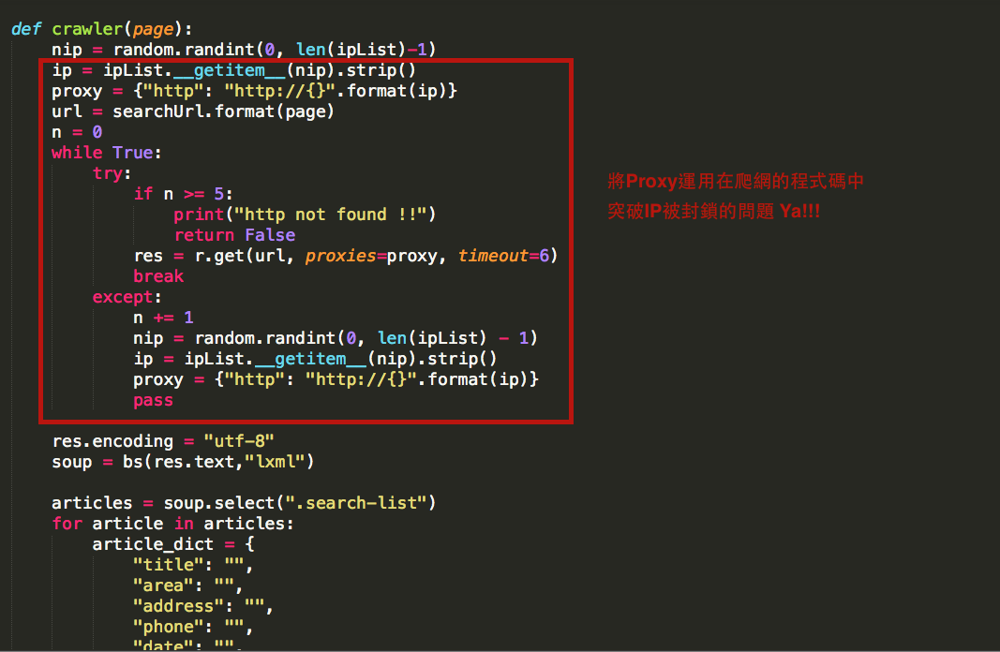 def crawler(page):
    nip = random.randint(0, len(ipList)-1)
    ip = ipList.__getitem__(nip).strip()
    proxy = {"http": "http://{}".format(ip)}
    url = searchUrl.format(page)
    n = 0
    while True:
        try:
            if n >= 5:
                print("http not found !!")
                return False
            res = r.get(url, proxies=proxy, timeout=6)
            break
        except:
            n += 1
            nip = random.randint(0, len(ipList) - 1)
            ip = ipList.__getitem__(nip).strip()
            proxy = {"http": "http://{}".format(ip)}
            pass
    res.encoding = "utf-8"
    soup = bs(res.text,"lxml")
    articles = soup.select(".search-list")
    for article in articles:
        article_dict = {
            "title": "",
            "area": "",
            "address": "",
            "phone": "",
            "date": "",
將Proxy運用在爬網的程式碼中
突破IP被封鎖的問題 Ya!!!